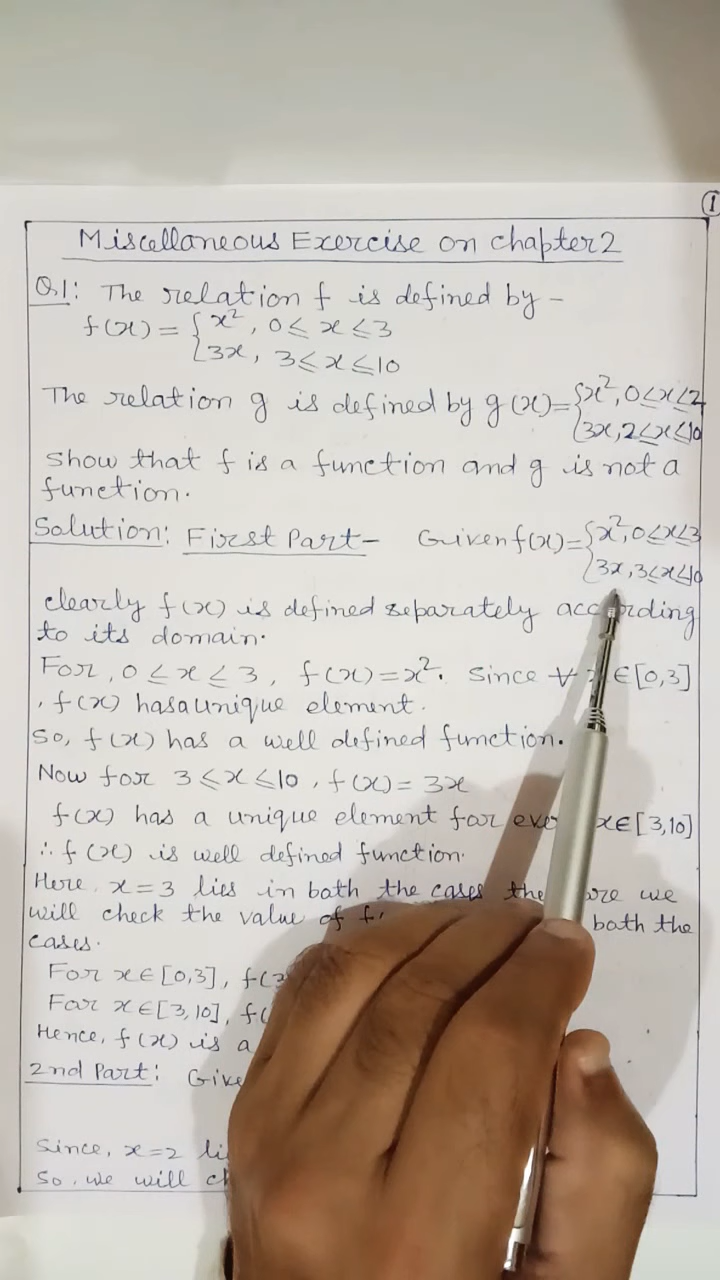 1
Miscellaneous Exercise on chapter 2
Q.1: The relation f is defined by -
f(x) = { x², 0 ≤ x ≤ 3
3x, 3 ≤ x ≤ 10
The relation g is defined by g(x) = { x², 0 ≤ x ≤ 2
3x, 2 ≤ x ≤ 10
show that f is a function and g is not a
function.
Solution: First Part - Given f(x) = { x², 0 ≤ x ≤ 3
3x, 3 ≤ x ≤ 10
clearly f(x) is defined separately according
to its domain.
For, 0 ≤ x ≤ 3, f(x) = x². since ∀ x ∈ [0,3]
, f(x) has a unique element.
So, f(x) has a well defined function.
Now for 3 ≤ x ≤ 10, f(x) = 3x
f(x) has a unique element for x ∈ [3,10]
∴ f(x) is well defined function.
Here, x = 3 lies in both the cases we
will check the value of both the
cases.
For x ∈ [0,3],
For x ∈ [3,10],
Hence, f(x) is a
2nd Part:
Since, x = 2
So, we will